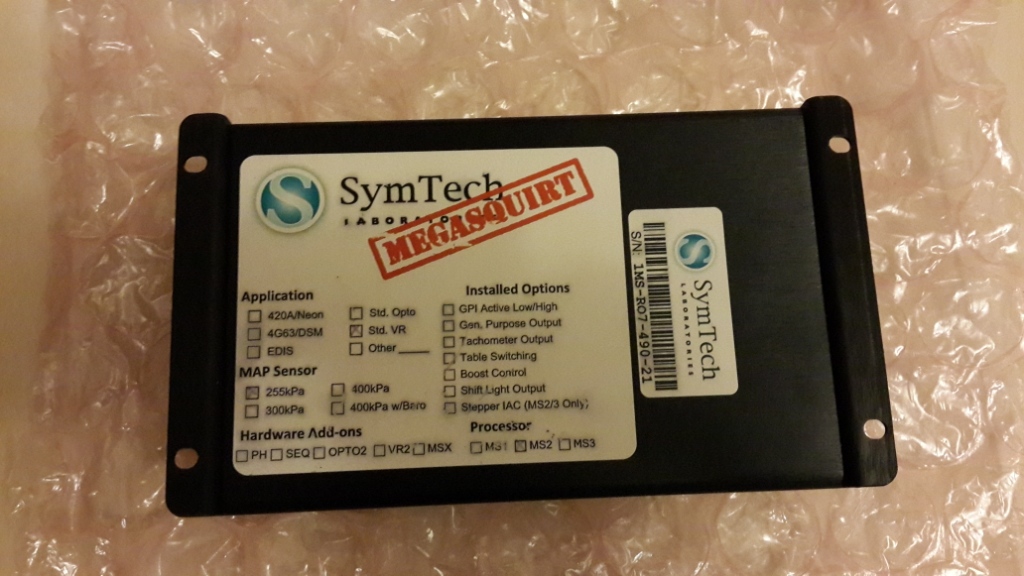 S
SymTech
LABORATORIES
MEGASQUIRT
Application
420A/Neon
4G63/DSM
EDIS
Std. Opto
Std. VR
Other
MAP Sensor
255kPa
300kPa
400kPa
400kPa w/Baro
Installed Options
GPI Active Low/High
Gen. Purpose Output
Tachometer Output
Table Switching
Boost Control
Shift Light Output
Stepper IAC (MS2/3 Only)
Hardware Add-ons
PH SEQ OPTO2 VR2 MSX
Processor
MS1 MS2 MS3
S
SymTech
LABORATORIES
S/N: 1MS-R07-490-21